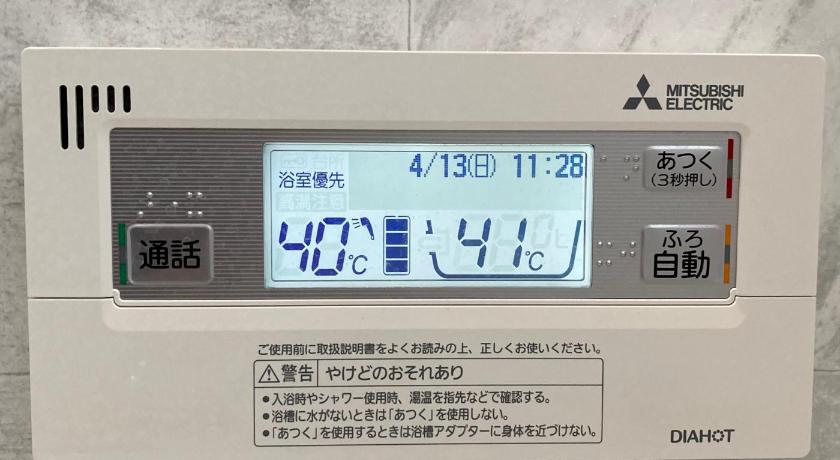 MITSUBISHI
ELECTRIC
台所
4/13(日) 11:28
浴室優先
高温注意
40℃
41℃
あつく
(3秒押し)
通話
ふろ
自動
ご使用前に取扱説明書をよくお読みの上、正しくお使いください。
警告 やけどのおそれあり
●入浴時やシャワー使用時、湯温を指先などで確認する。
●浴槽に水がないときは「あつく」を使用しない。
●「あつく」を使用するときは浴槽アダプターに身体を近づけない。
DIAHOT